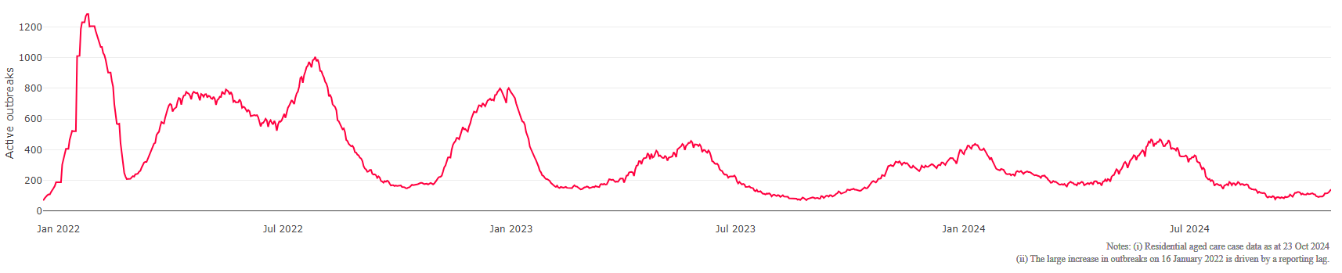 Active outbreaks
1200
1000
800
600
400
200
0
Jan 2022 Jul 2022 Jan 2023 Jul 2023 Jan 2024 Jul 2024
Notes: (i) Residential aged care case data as at 23 Oct 2024
(ii) The large increase in outbreaks on 16 January 2022 is driven by a reporting lag.